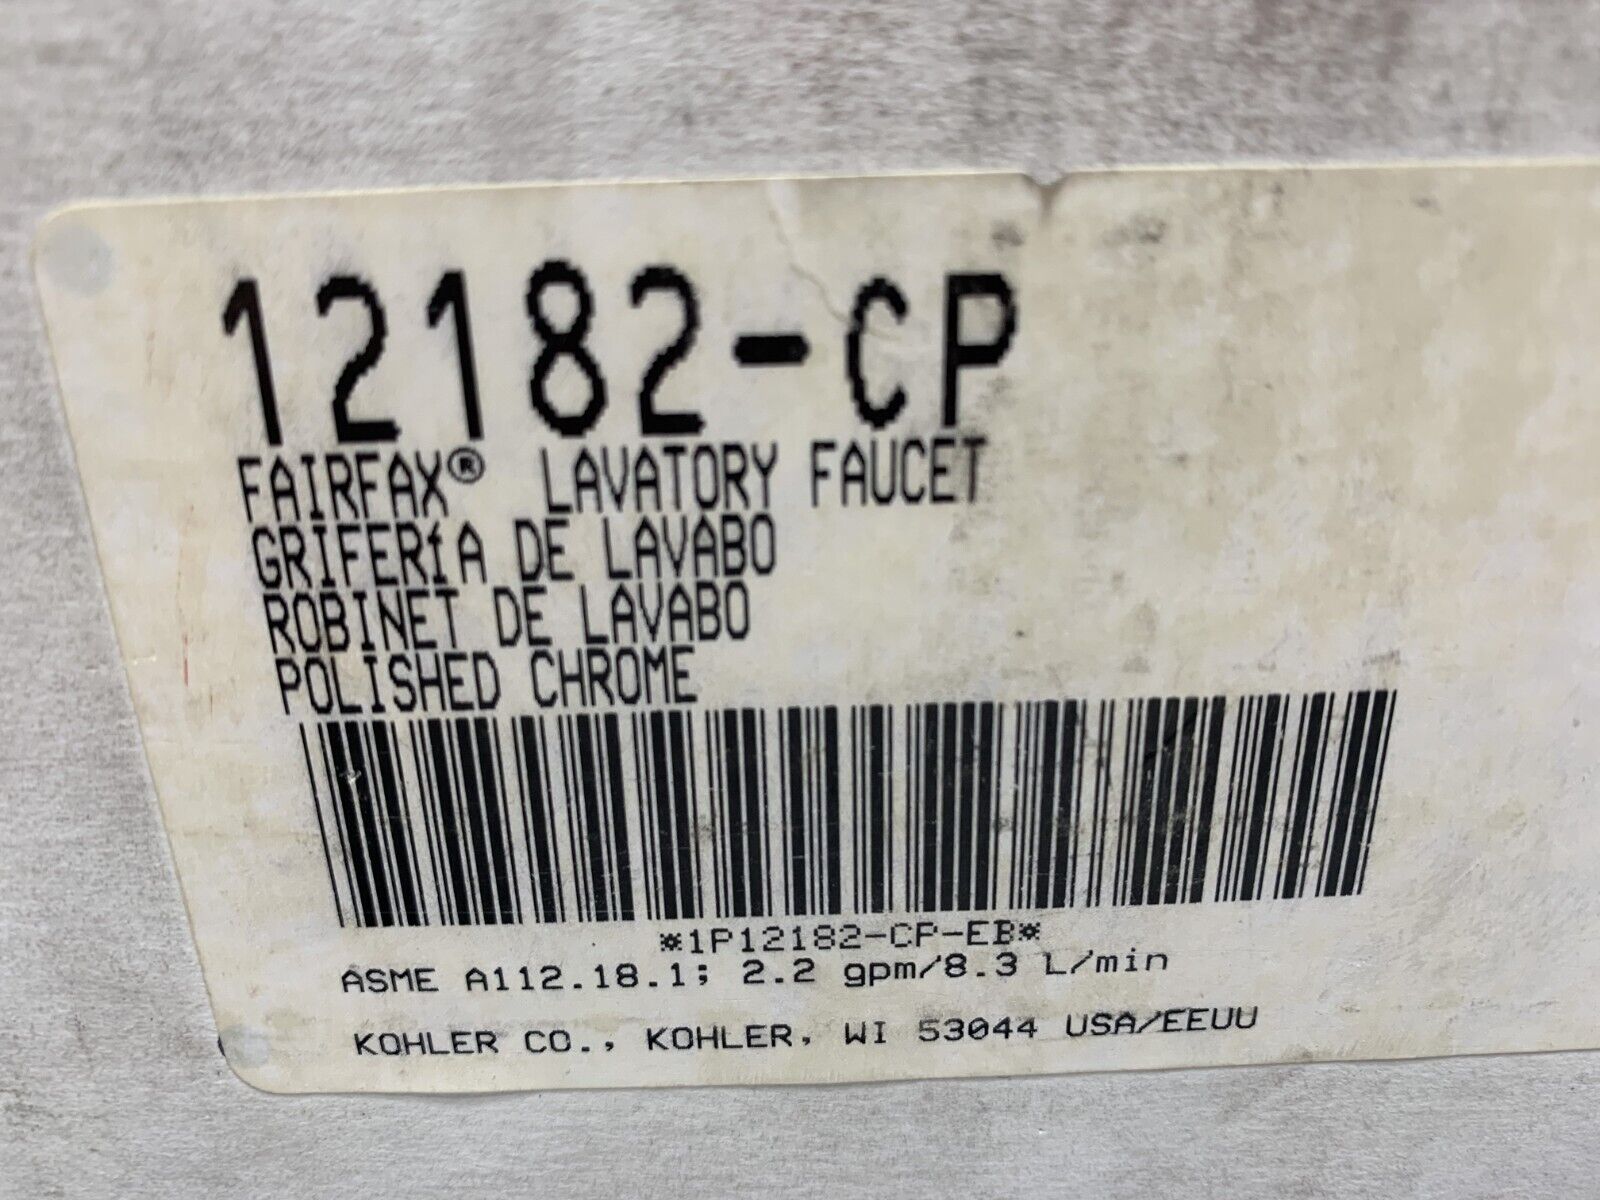 12182-CP
FAIRFAX® LAVATORY FAUCET
GRIFERíA DE LAVABO
ROBINET DE LAVABO
POLISHED CHROME
*1P12182-CP-EB*
ASME A112.18.1; 2.2 gpm/8.3 L/min
KOHLER CO., KOHLER, WI 53044 USA/EEUU